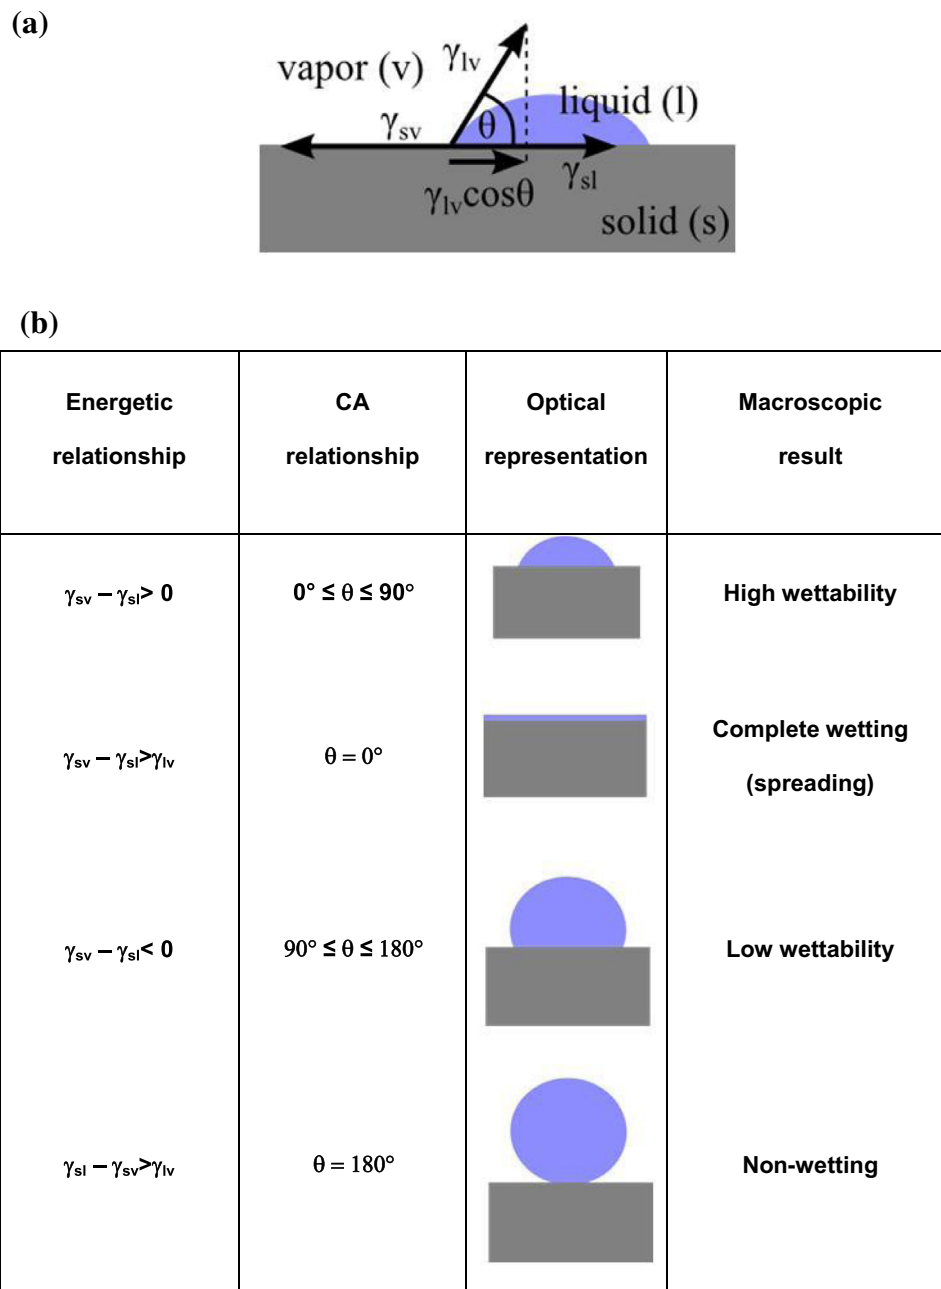 (a)
vapor (v)
γlv
liquid (l)
γsv
θ
γsl
γlvcosθ
solid (s)
(b)
Energetic
relationship
CA
relationship
Optical
representation
Macroscopic
result
γsv – γsl> 0
0° ≤ θ ≤ 90°
High wettability
γsv – γsl>γlv
θ = 0°
Complete wetting
(spreading)
γsv – γsl< 0
90° ≤ θ ≤ 180°
Low wettability
γsl – γsv>γlv
θ = 180°
Non-wetting